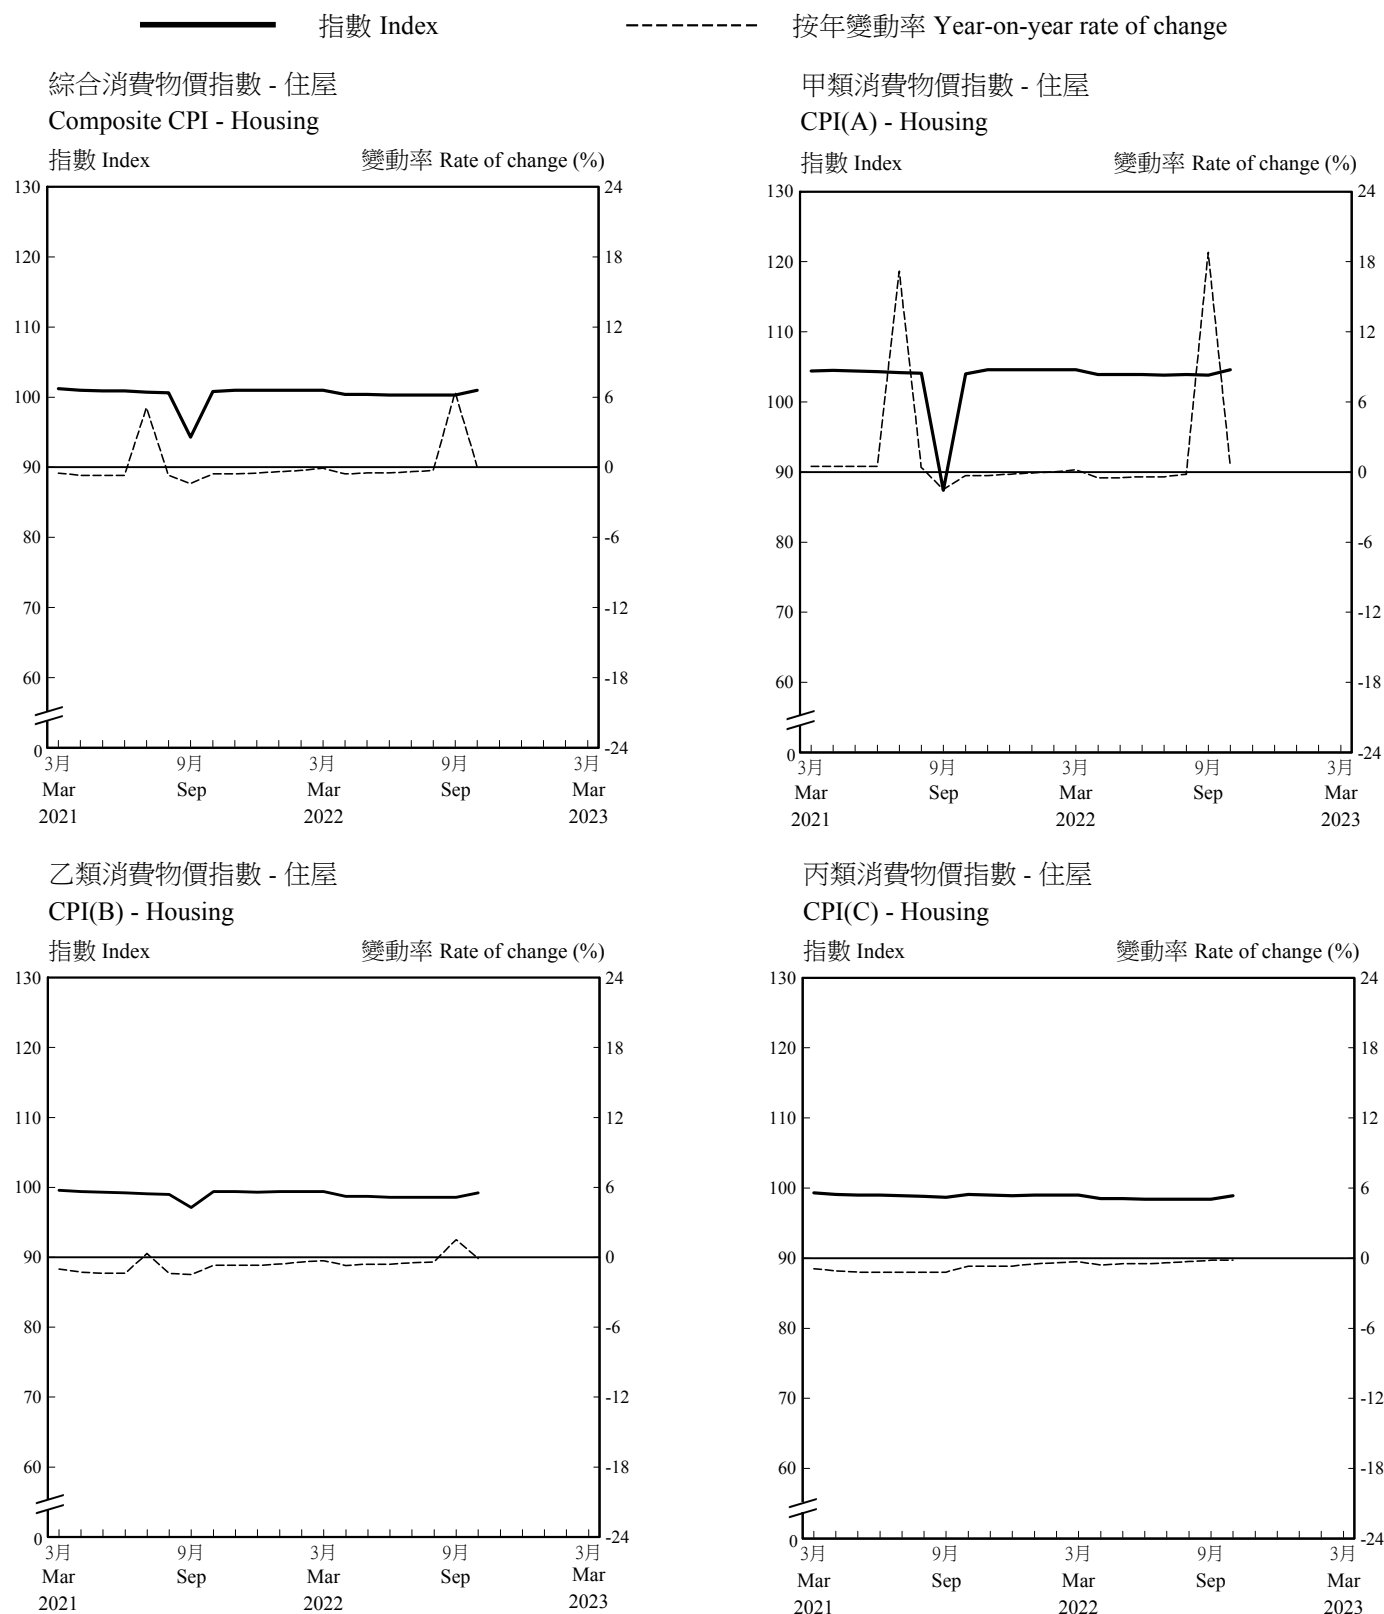 指數 Index
按年變動率 Year-on-year rate of change
綜合消費物價指數 - 住屋
Composite CPI - Housing
指數 Index 變動率 Rate of change (%)
130 24
120 18
110 12
100 6
90 0
80 -6
70 -12
60 -18
0 -24
3月 9月 3月 9月 3月
Mar Sep Mar Sep Mar
2021 2022 2023
甲類消費物價指數 - 住屋
CPI(A) - Housing
指數 Index 變動率 Rate of change (%)
130 24
120 18
110 12
100 6
90 0
80 -6
70 -12
60 -18
0 -24
3月 9月 3月 9月 3月
Mar Sep Mar Sep Mar
2021 2022 2023
乙類消費物價指數 - 住屋
CPI(B) - Housing
指數 Index 變動率 Rate of change (%)
130 24
120 18
110 12
100 6
90 0
80 -6
70 -12
60 -18
0 -24
3月 9月 3月 9月 3月
Mar Sep Mar Sep Mar
2021 2022 2023
丙類消費物價指數 - 住屋
CPI(C) - Housing
指數 Index 變動率 Rate of change (%)
130 24
120 18
110 12
100 6
90 0
80 -6
70 -12
60 -18
0 -24
3月 9月 3月 9月 3月
Mar Sep Mar Sep Mar
2021 2022 2023